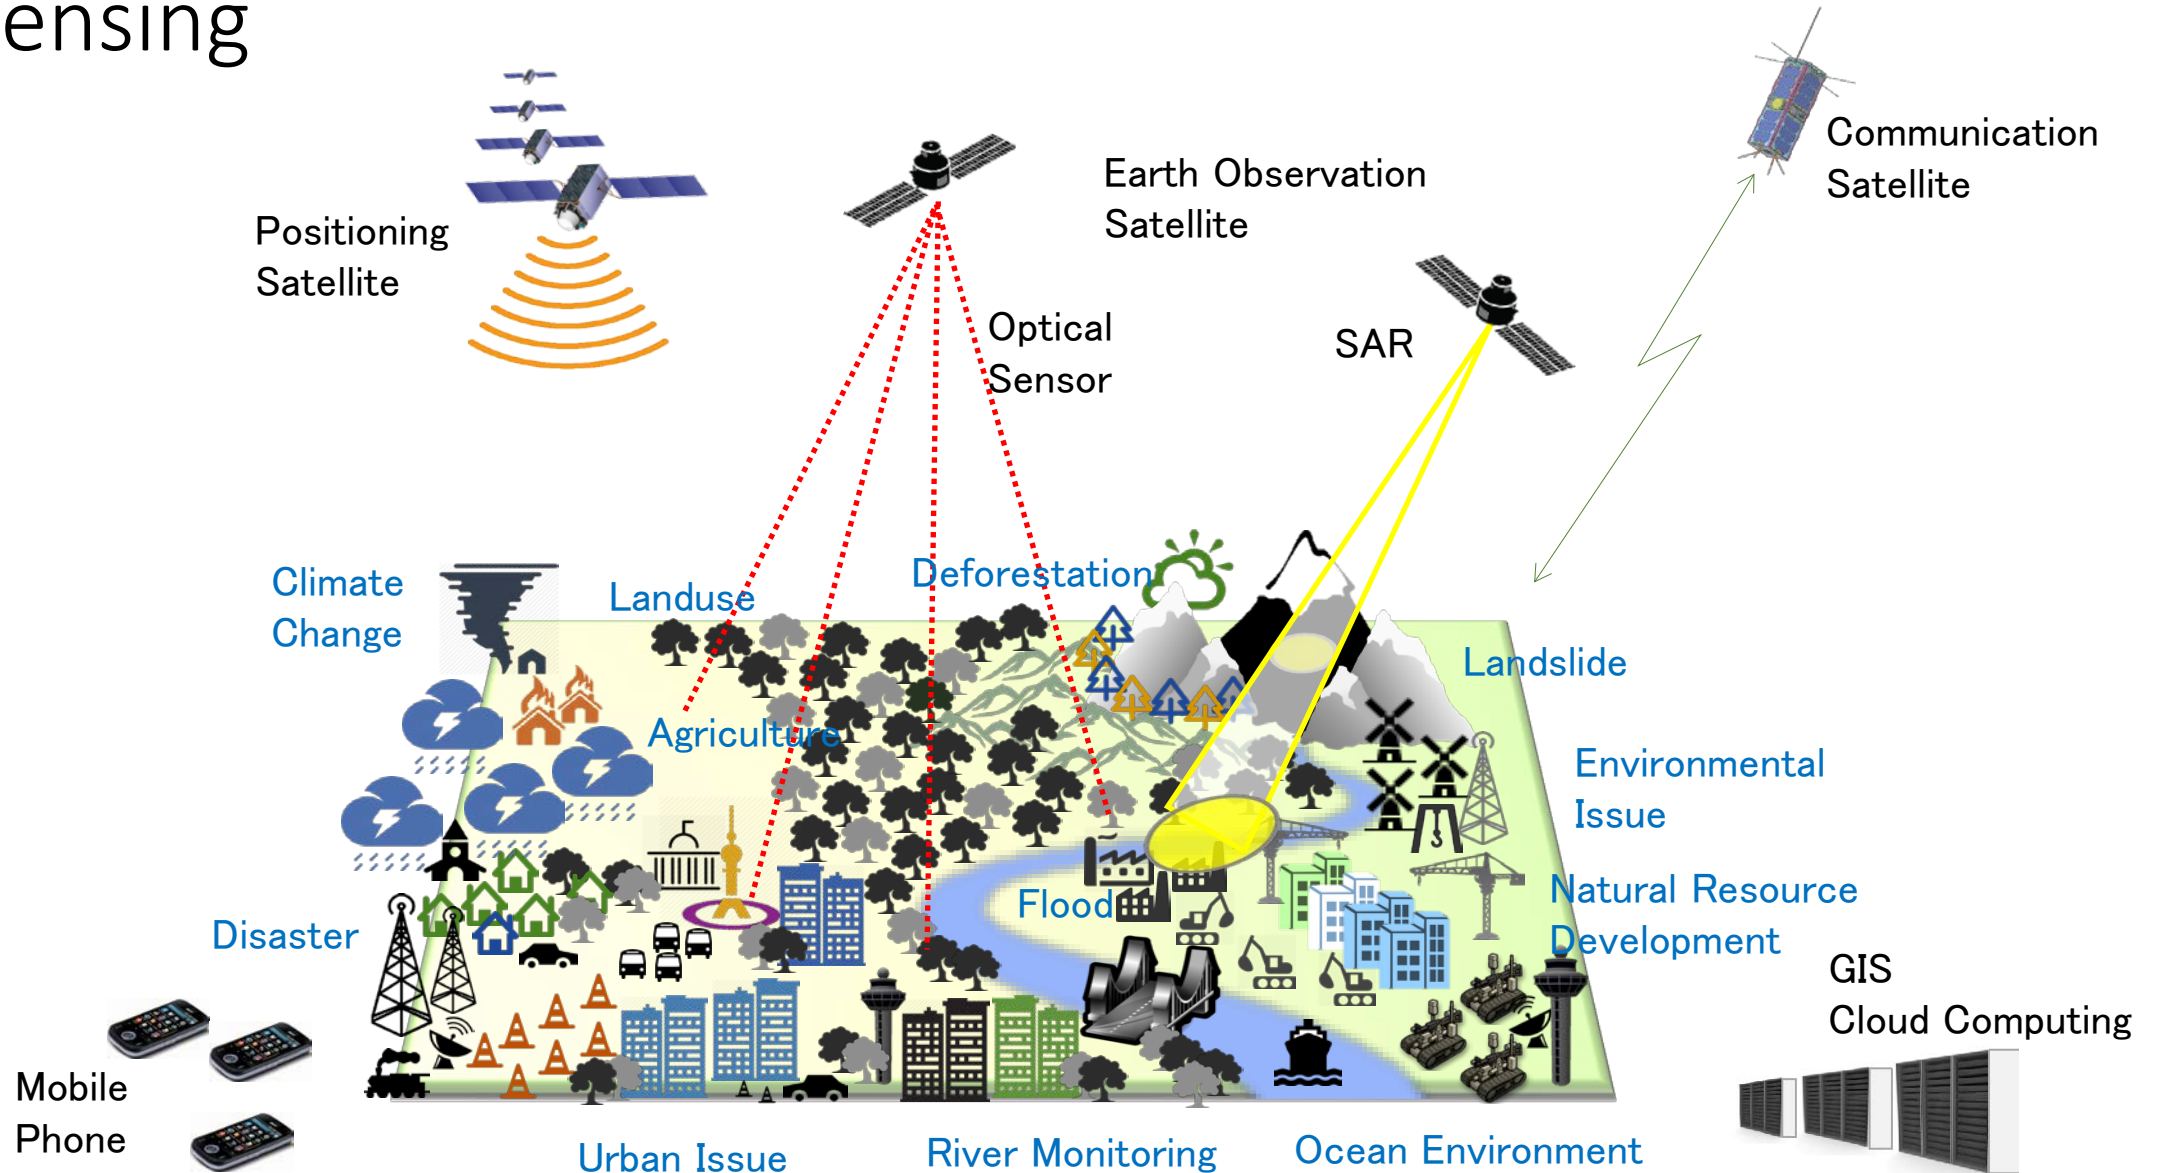 ensing
Communication
Satellite
Earth Observation
Satellite
Positioning
Satellite
Optical
Sensor
SAR
Climate
Change
Landuse
Deforestation
Landslide
Agriculture
Environmental
Issue
Flood
Natural Resource
Development
Disaster
GIS
Cloud Computing
Mobile
Phone
Urban Issue
River Monitoring
Ocean Environment